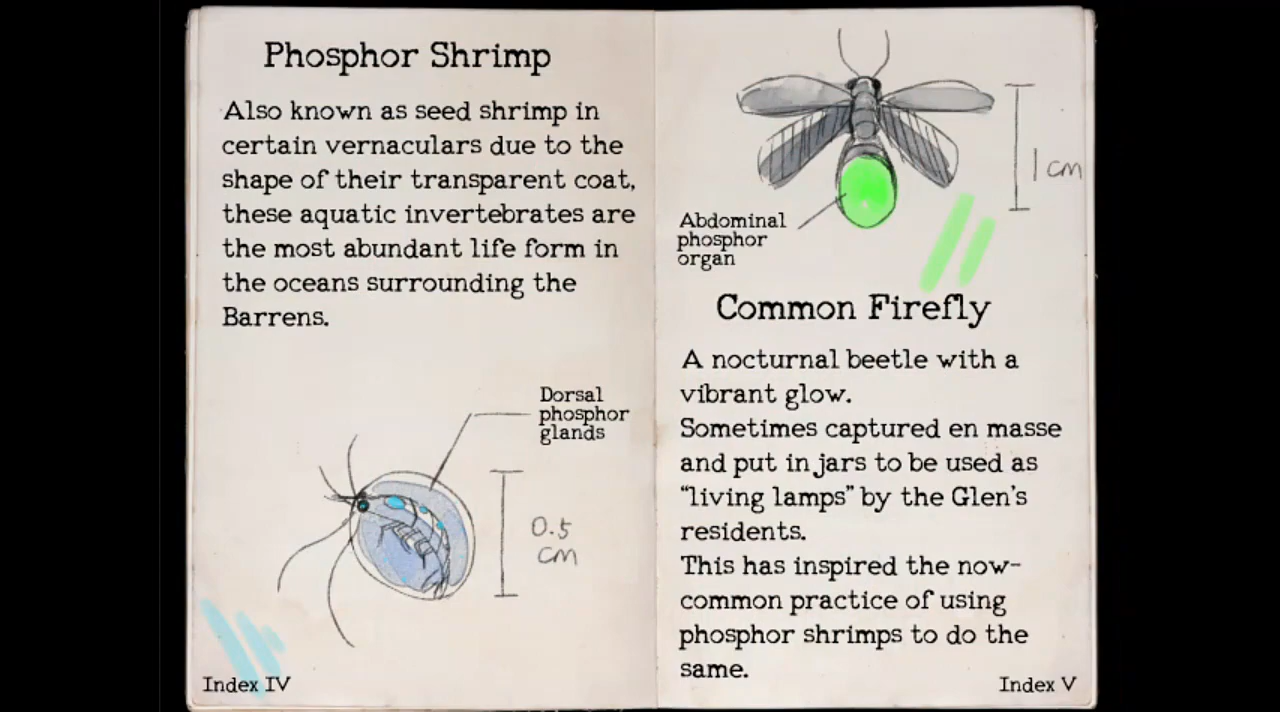 Phosphor Shrimp
Also known as seed shrimp in
certain vernaculars due to the
shape of their transparent coat,
these aquatic invertebrates are
the most abundant life form in
the oceans surrounding the
Barrens.
Dorsal
phosphor
glands
0.5
cm
Index IV
1 cm
Abdominal
phosphor
organ
Common Firefly
A nocturnal beetle with a
vibrant glow.
Sometimes captured en masse
and put in jars to be used as
“living lamps” by the Glen's
residents.
This has inspired the now-
common practice of using
phosphor shrimps to do the
same.
Index V